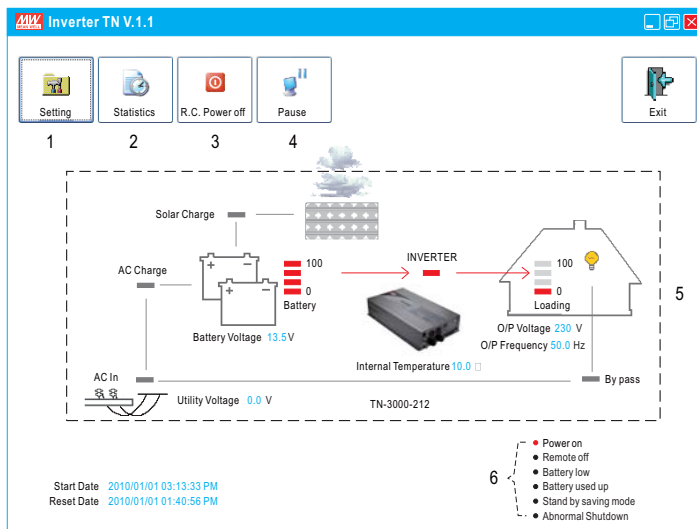 MW MEAN WELL Inverter TN V.1.1
Setting
Statistics
R.C. Power off
Pause
Exit
1
2
3
4
Solar Charge
AC Charge
+ -
+ -
100
0
Battery
INVERTER
100
0
Loading
5
Battery Voltage 13.5V
O/P Voltage 230 V
O/P Frequency 50.0 Hz
Internal Temperature 10.0 □
AC In
By pass
Utility Voltage 0.0 V
TN-3000-212
6
Power on
Remote off
Battery low
Battery used up
Stand by saving mode
Abnormal Shutdown
Start Date 2010/01/01 03:13:33 PM
Reset Date 2010/01/01 01:40:56 PM